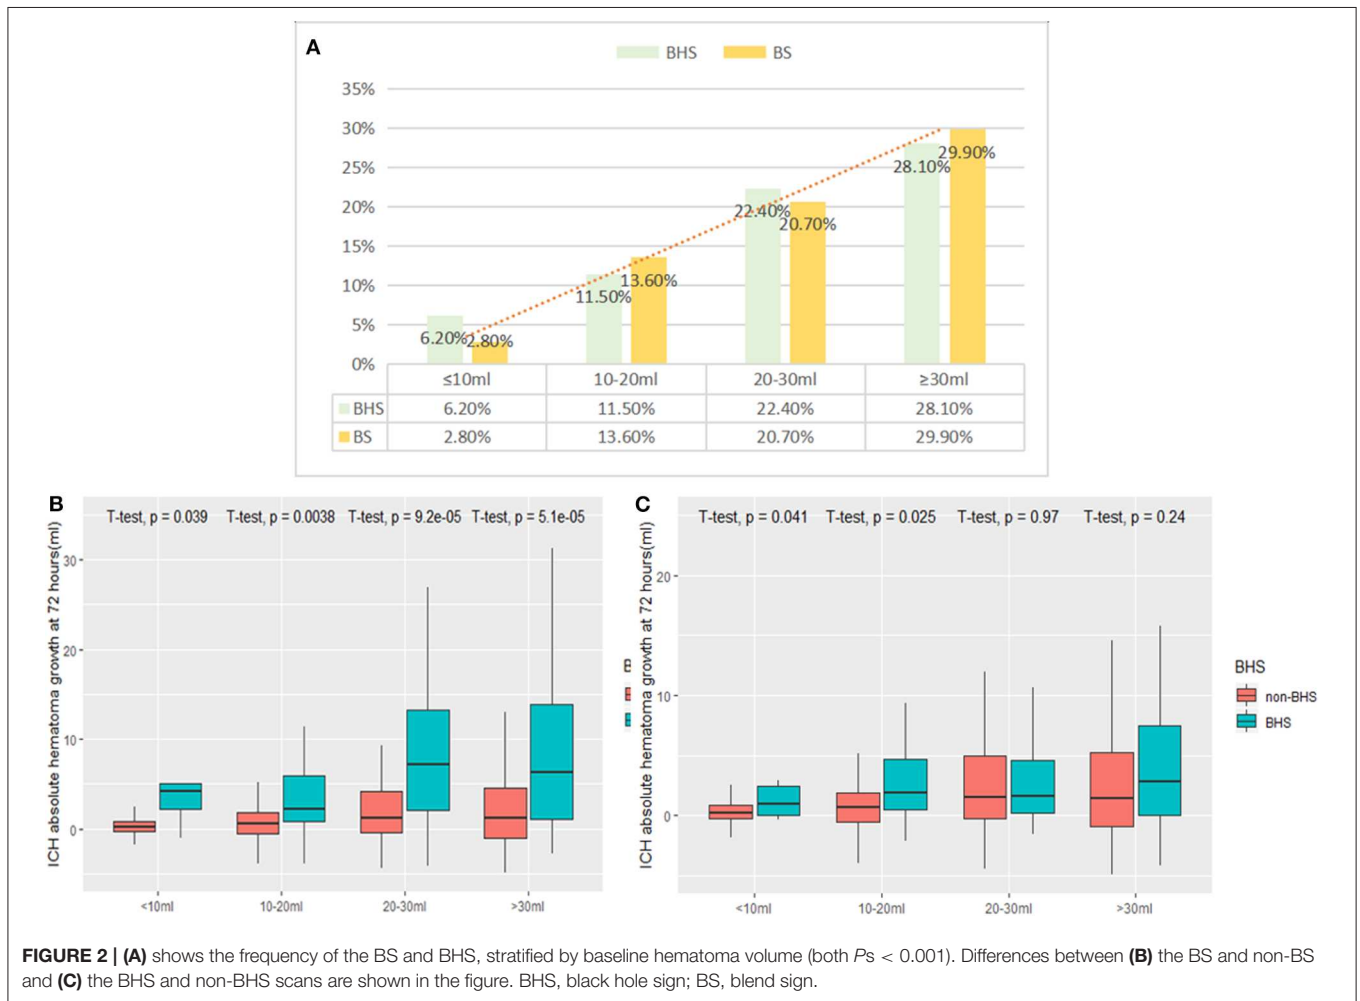 A
BHS BS
35%
30%
25%
20%
15%
10%
5%
0%
6.20% 2.80%
11.50% 13.60%
22.40% 20.70%
28.10% 29.90%
≤10ml 10-20ml 20-30ml ≥30ml
BHS 6.20% 11.50% 22.40% 28.10%
BS 2.80% 13.60% 20.70% 29.90%
B
T-test, p = 0.039 T-test, p = 0.0038 T-test, p = 9.2e-05 T-test, p = 5.1e-05
ICH absolute hematoma growth at 72 hours(ml)
30
20
10
0
<10ml 10-20ml 20-30ml >30ml
C
T-test, p = 0.041 T-test, p = 0.025 T-test, p = 0.97 T-test, p = 0.24
ICH absolute hematoma growth at 72 hours(ml)
20
10
0
<10ml 10-20ml 20-30ml >30ml
BHS
non-BHS
BHS
FIGURE 2 | (A) shows the frequency of the BS and BHS, stratified by baseline hematoma volume (both Ps < 0.001). Differences between (B) the BS and non-BS
and (C) the BHS and non-BHS scans are shown in the figure. BHS, black hole sign; BS, blend sign.